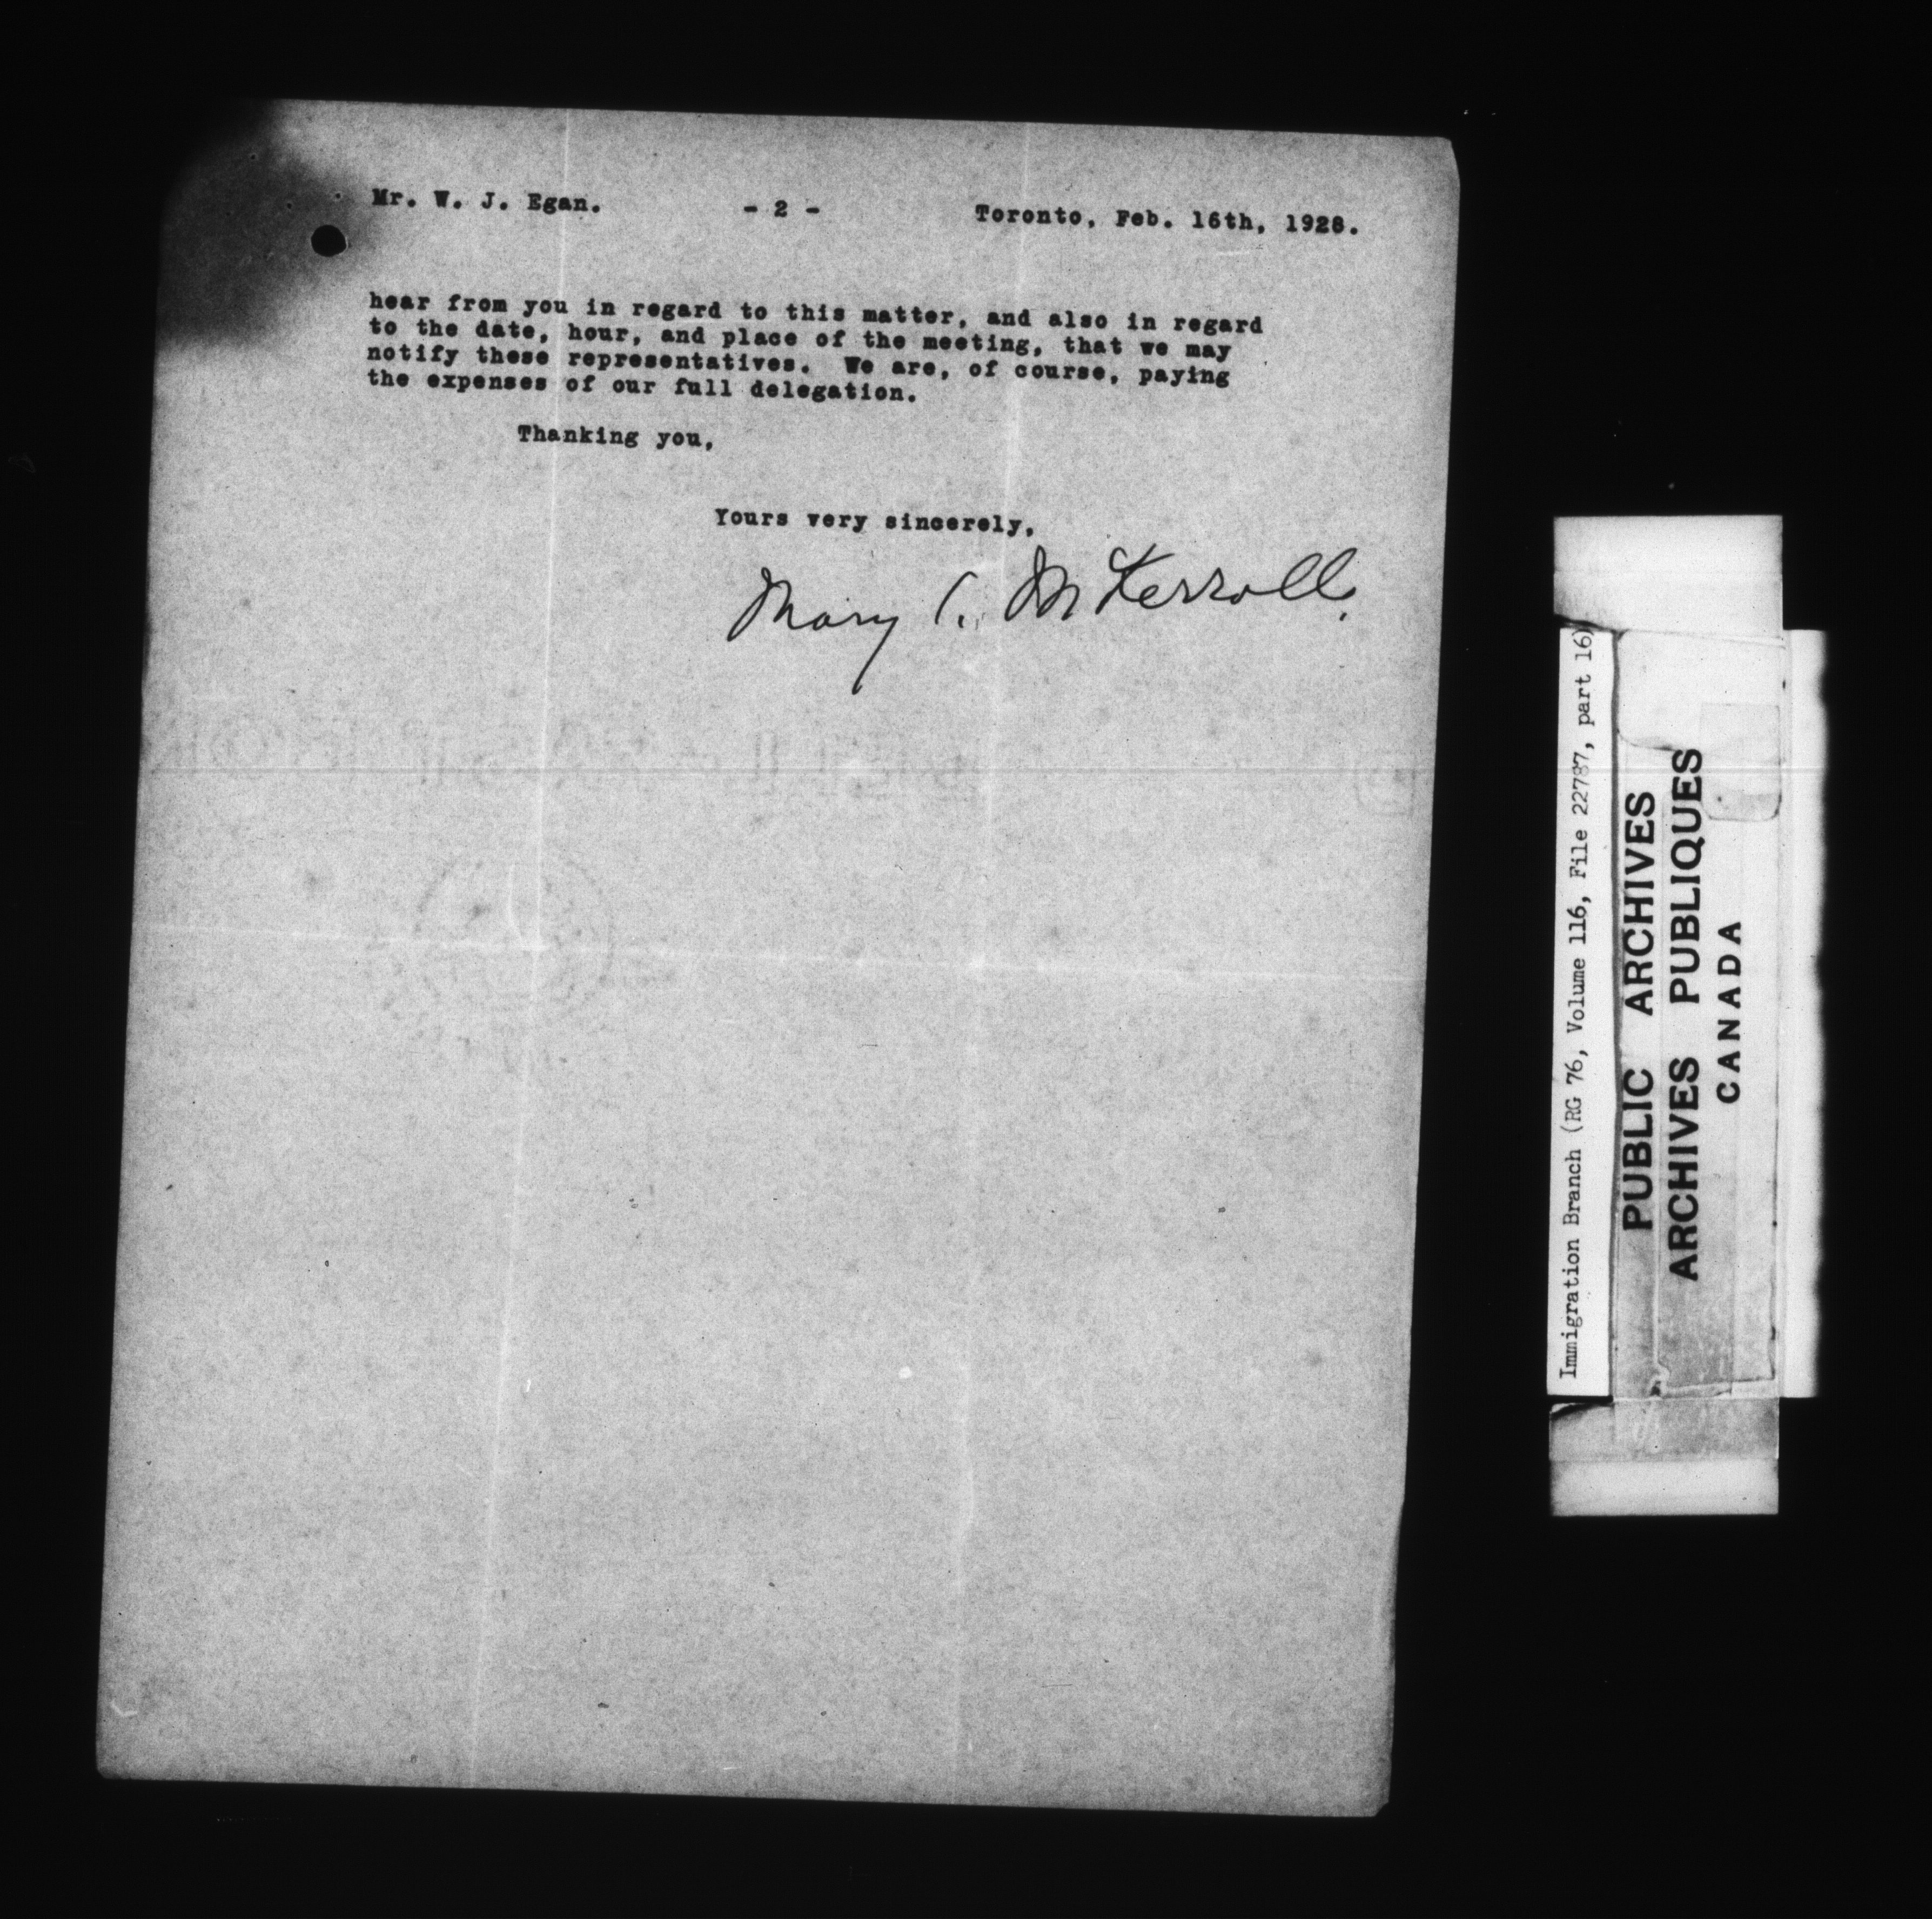 Mr. W. J. Egan. - 2 - Toronto, Feb. 16th, 1928.
hear from you in regard to this matter, and also in regard
to the date, hour, and place of the meeting, that we may
notify these representatives. We are, of course, paying
the expenses of our full delegation.
Thanking you,
Yours very sincerely,
Mary C. McKerroll.
Immigration Branch (RG 76, Volume 116, File 22787, part 16)
PUBLIC ARCHIVES
ARCHIVES PUBLIQUES
CANADA